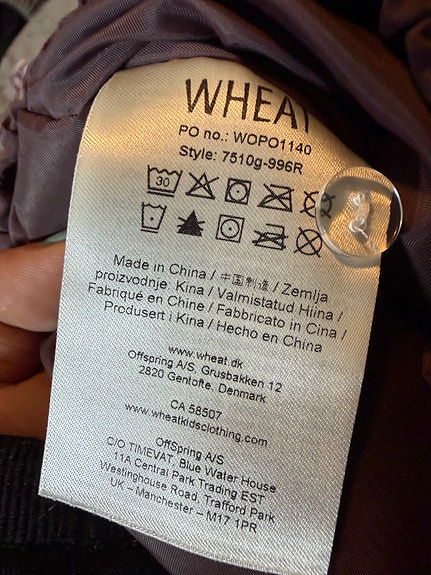 WHEAT
PO no.: WOPO1140
Style: 7510g-996R
30
Made in China / 中国制造 / Zemlja
proizvodnje: Kina / Valmistatud Hiina /
Fabriqué en Chine / Fabbricato in Cina /
Produsert i Kina / Hecho en China
www.wheat.dk
Offspring A/S, Grusbakken 12
2820 Gentofte, Denmark
CA 58507
www.wheatkidsclothing.com
OffSpring A/S
C/O TIMEVAT, Blue Water House
11A Central Park Trading EST
Westinghouse Road, Trafford Park
UK – Manchester – M17 1PR